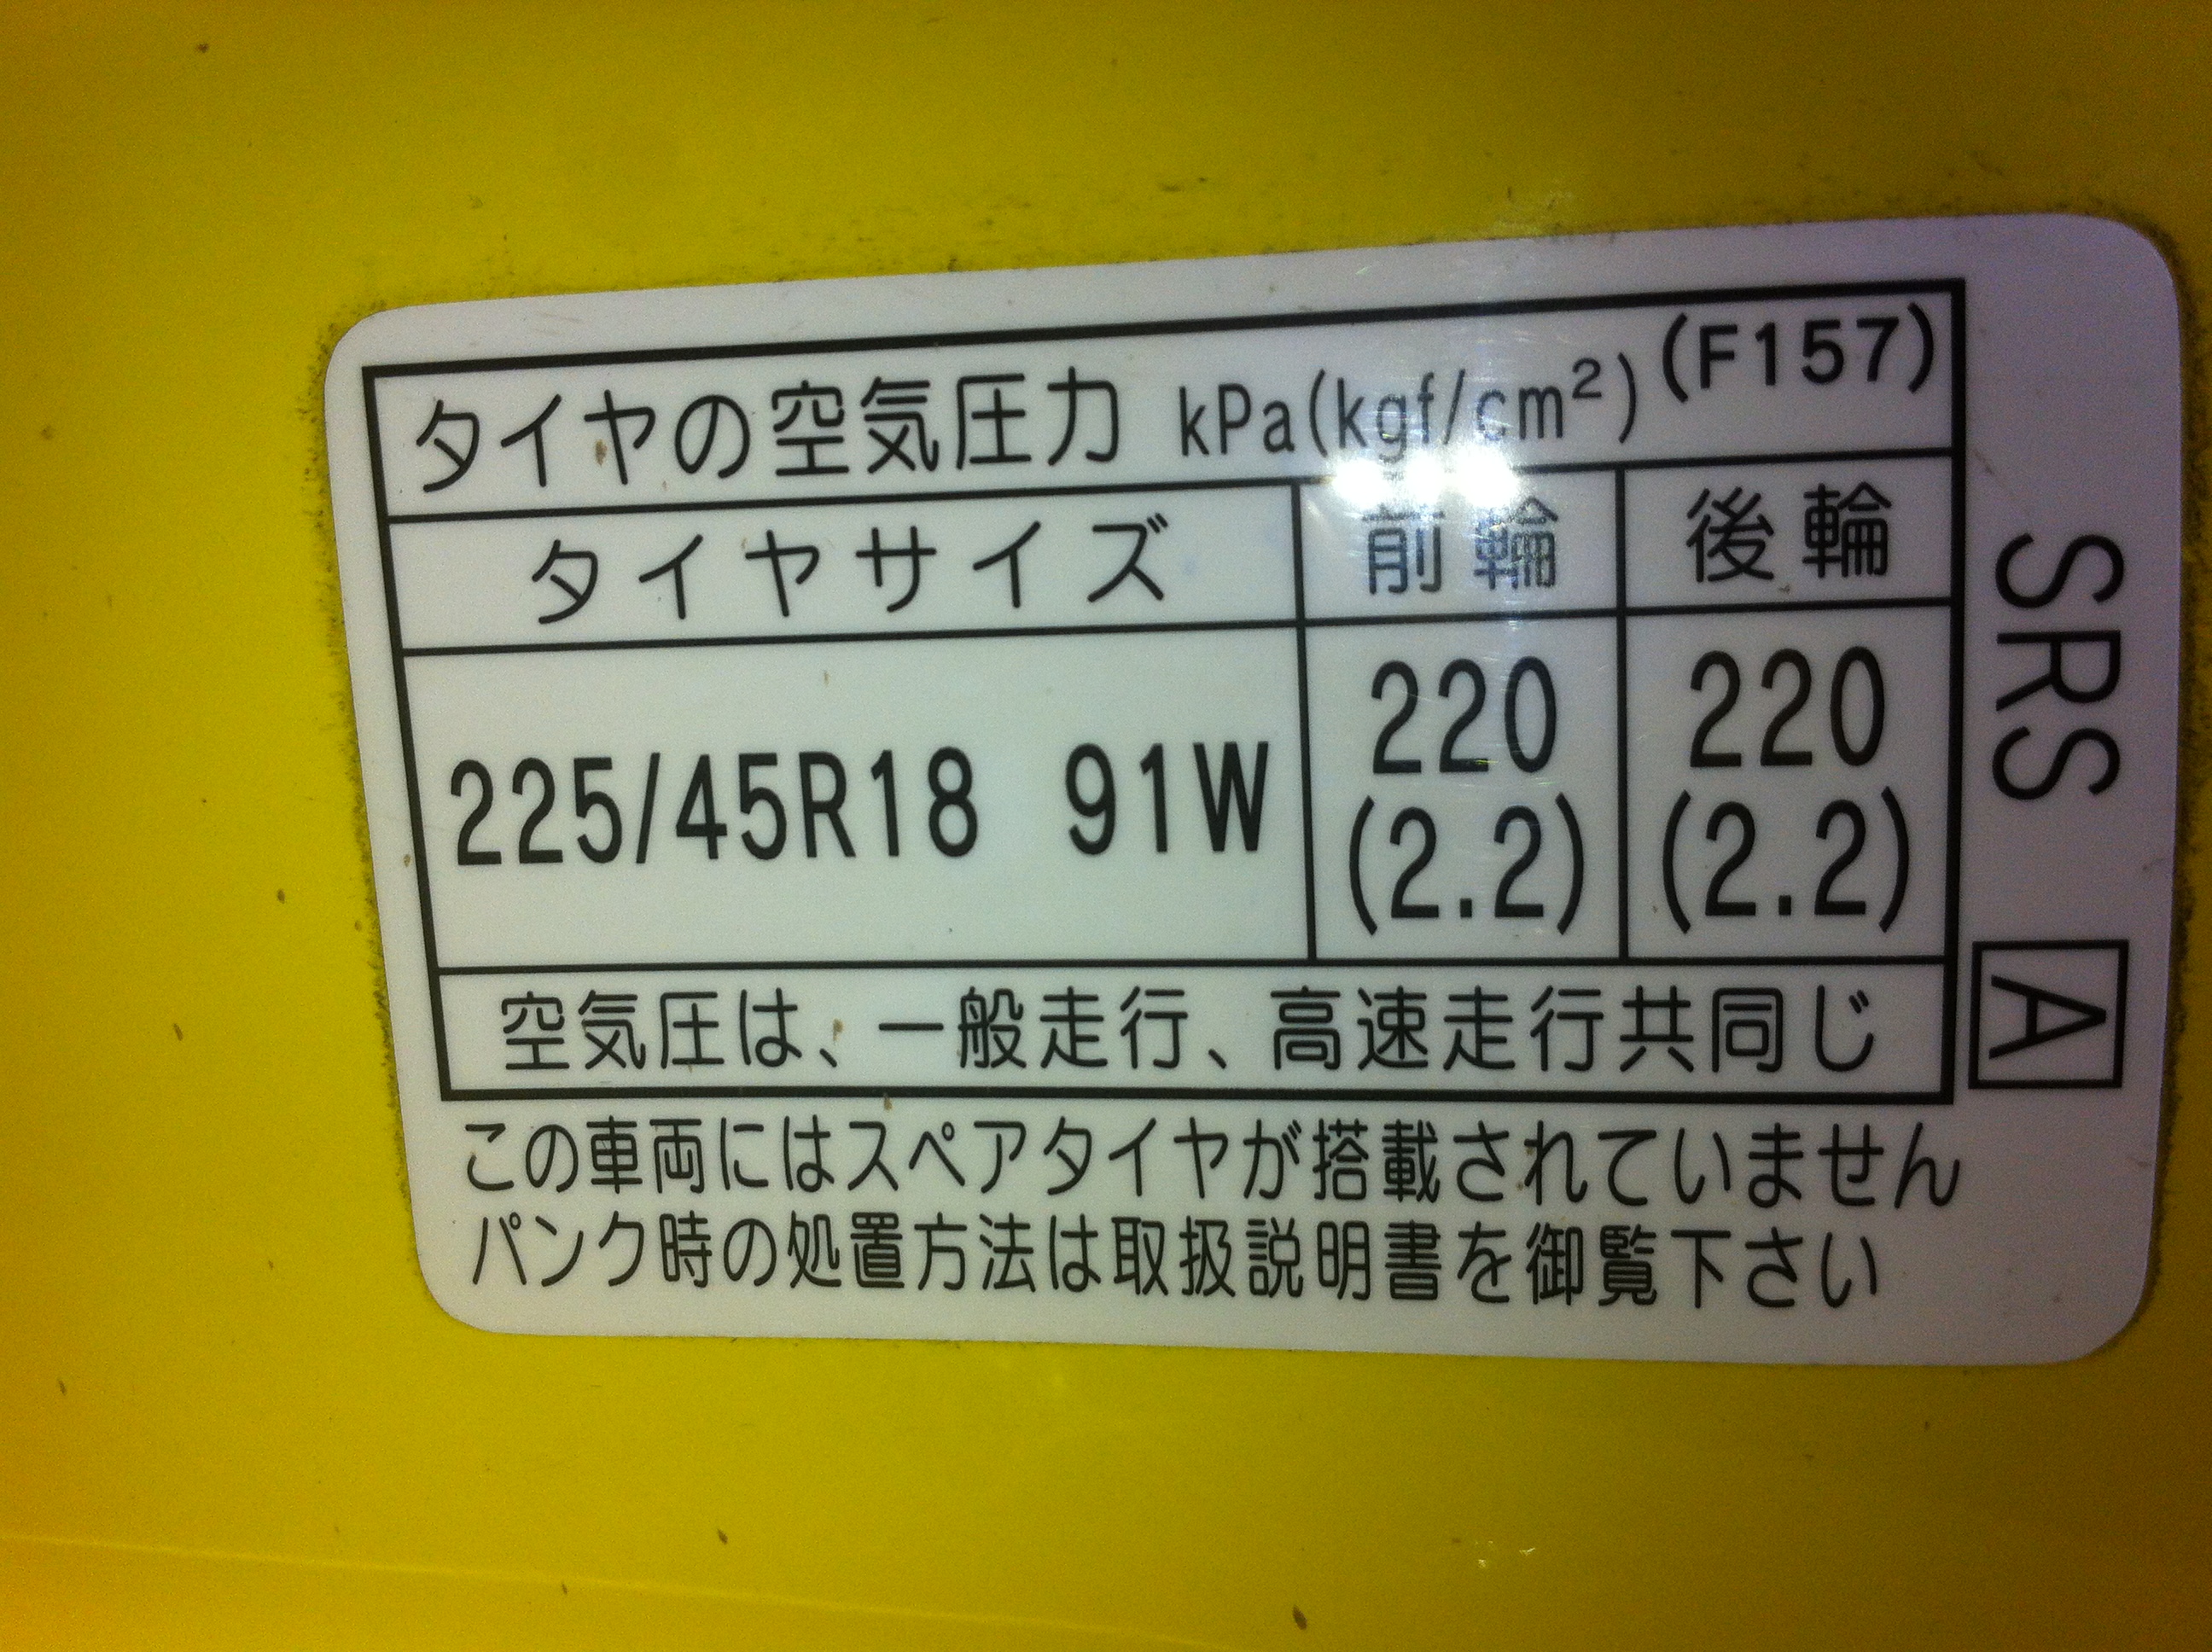 タイヤの空気圧力 kPa(kgf/cm²) (F157)
タイヤサイズ 前輪 後輪
225/45R18 91W 220 (2.2) 220 (2.2)
空気圧は、一般走行、高速走行共同じ
この車両にはスペアタイヤが搭載されていません
パンク時の処置方法は取扱説明書を御覧下さい
SRS A